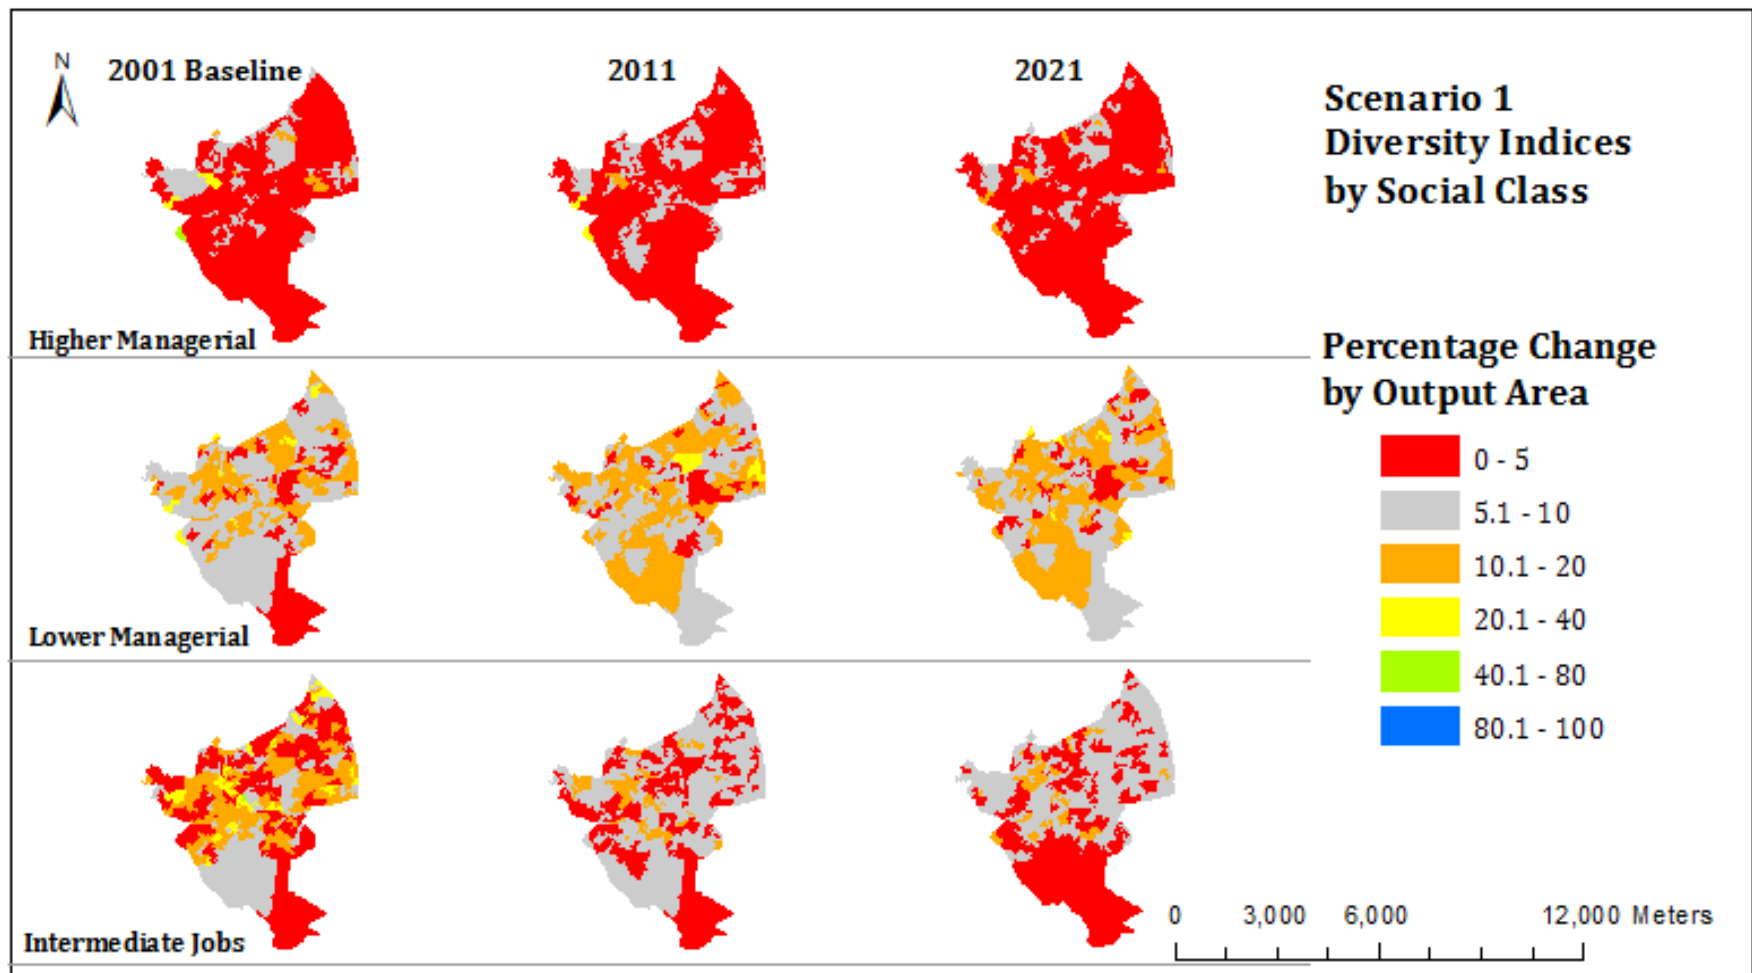 N
2001 Baseline
2011
2021
Scenario 1
Diversity Indices
by Social Class
Higher Managerial
Percentage Change
by Output Area
0 - 5
5.1 - 10
10.1 - 20
20.1 - 40
40.1 - 80
80.1 - 100
Lower Managerial
Intermediate Jobs
0 3,000 6,000 12,000 Meters